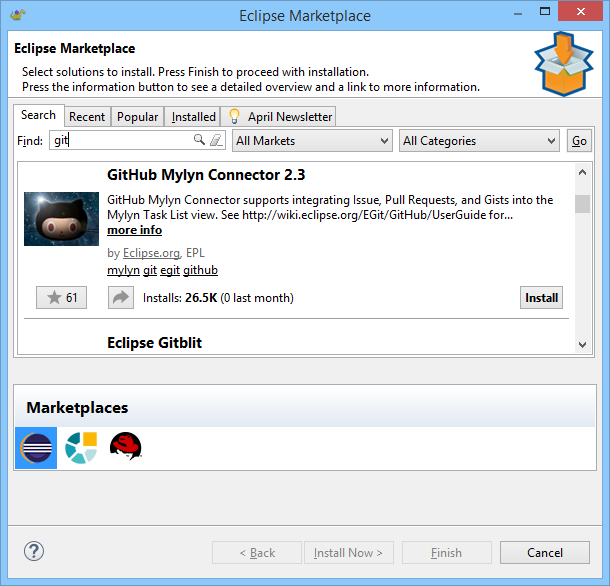 Eclipse Marketplace
Eclipse Marketplace
Select solutions to install. Press Finish to proceed with installation.
Press the information button to see a detailed overview and a link to more information.
Search Recent Popular Installed April Newsletter
Find: git All Markets All Categories Go
GitHub Mylyn Connector 2.3
GitHub Mylyn Connector supports integrating Issue, Pull Requests, and Gists into the
Mylyn Task List view. See http://wiki.eclipse.org/EGit/GitHub/UserGuide for...
more info
by Eclipse.org, EPL
mylyn git egit github
61 Installs: 26.5K (0 last month) Install
Eclipse Gitblit
Marketplaces
? < Back Install Now > Finish Cancel